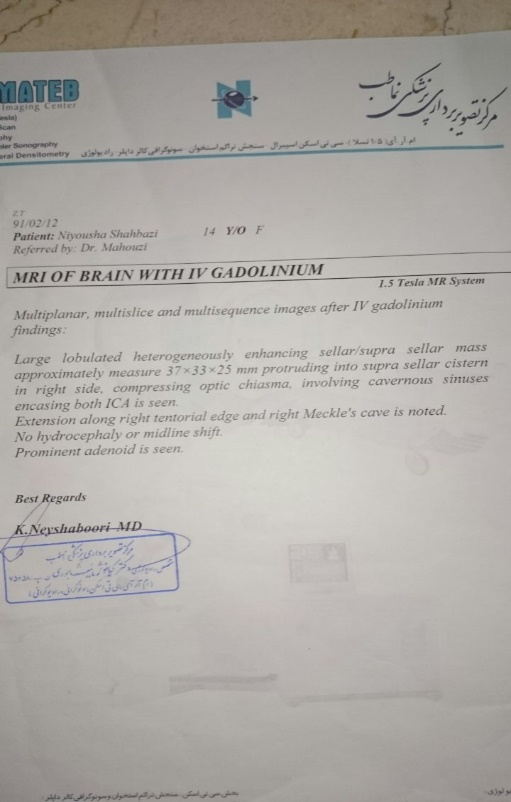 MATEB
Imaging Center
مرکز تصویربرداری پزشکی ماطب
ام. آر. آی: (۱/۵ تسلا) سی تی اسکن اسپیرال سنجش تراکم استخوان - سونوگرافی کالر داپلر - رادیولوژی
esla)
can
phy
pler Sonography
eral Densitometry
Z.T
91/02/12
Patient: Niyousha Shahbazi 14 Y/O F
Referred by: Dr. Mahouzi
MRI OF BRAIN WITH IV GADOLINIUM
1.5 Tesla MR System
Multiplanar, multislice and multisequence images after IV gadolinium
findings:
Large lobulated heterogeneously enhancing sellar/supra sellar mass
approximately measure 37×33×25 mm protruding into supra sellar cistern
in right side, compressing optic chiasma, involving cavernous sinuses
encasing both ICA is seen.
Extension along right tentorial edge and right Meckle's cave is noted.
No hydrocephaly or midline shift.
Prominent adenoid is seen.
Best Regards
K.Neyshaboori MD
مرکز تصویربرداری پزشکی ماطب
بخش سی تی اسکن، سنجش تراکم استخوان و سونوگرافی کالر داپلر: